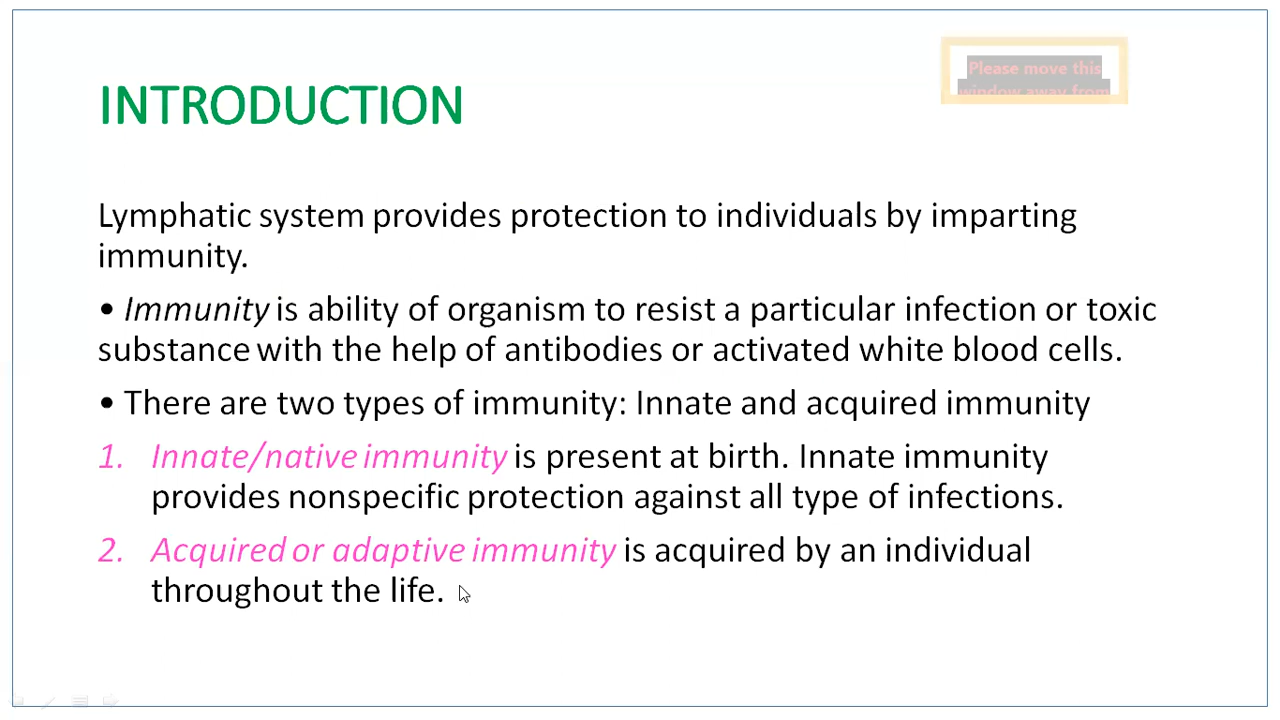 Please move this
window away from
INTRODUCTION
Lymphatic system provides protection to individuals by imparting
immunity.
• Immunity is ability of organism to resist a particular infection or toxic
substance with the help of antibodies or activated white blood cells.
• There are two types of immunity: Innate and acquired immunity
1. Innate/native immunity is present at birth. Innate immunity
provides nonspecific protection against all type of infections.
2. Acquired or adaptive immunity is acquired by an individual
throughout the life.